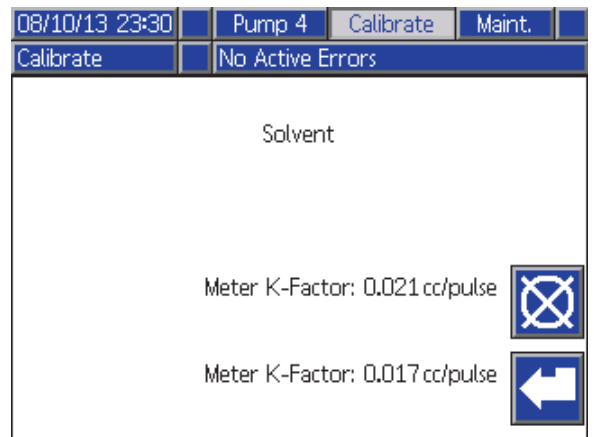 08/10/13 23:30 Pump 4 Calibrate Maint.
Calibrate No Active Errors
Solvent
Meter K-Factor: 0.021 cc/pulse
Meter K-Factor: 0.017 cc/pulse